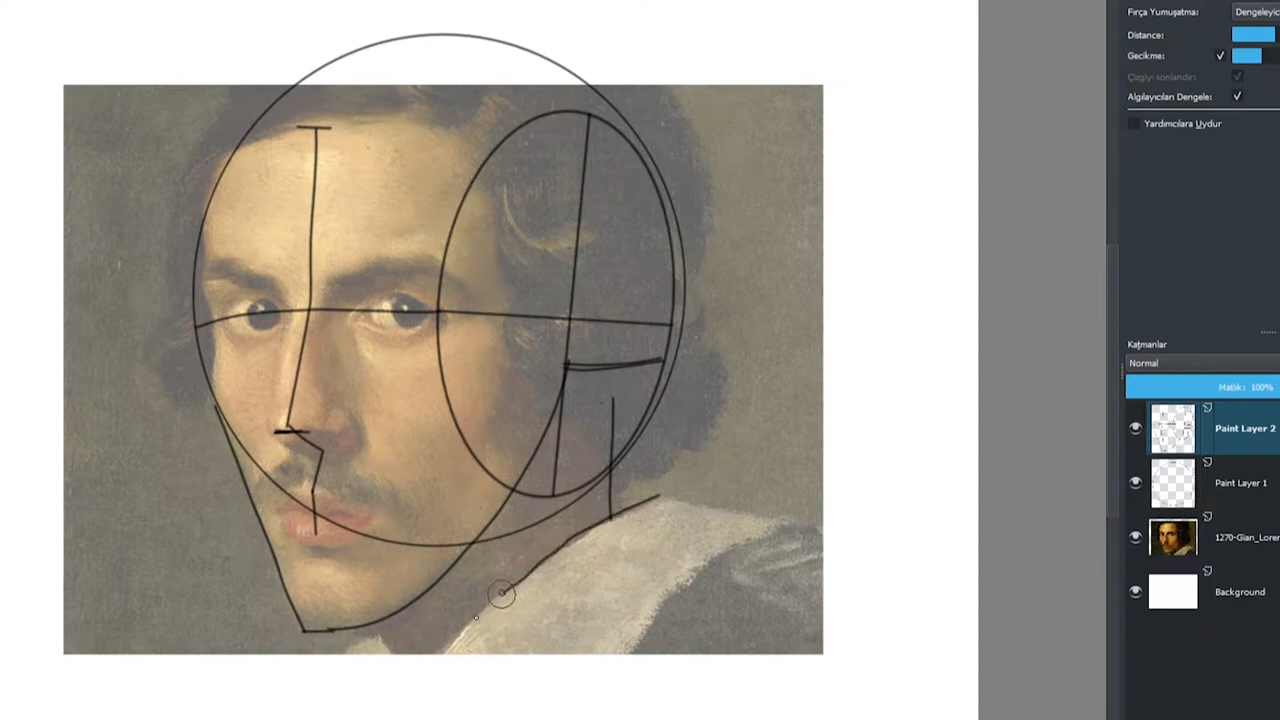 Fırça Yumuşatma:
Dengeleyic
Distance:
Gecikme:
Çizgiyi sonlandır:
Algılayıcıları Dengele:
Yardımcılara Uydur
Katmanlar
Normal
Matlık: 100%
Paint Layer 2
Paint Layer 1
1270-Gian_Loren
Background